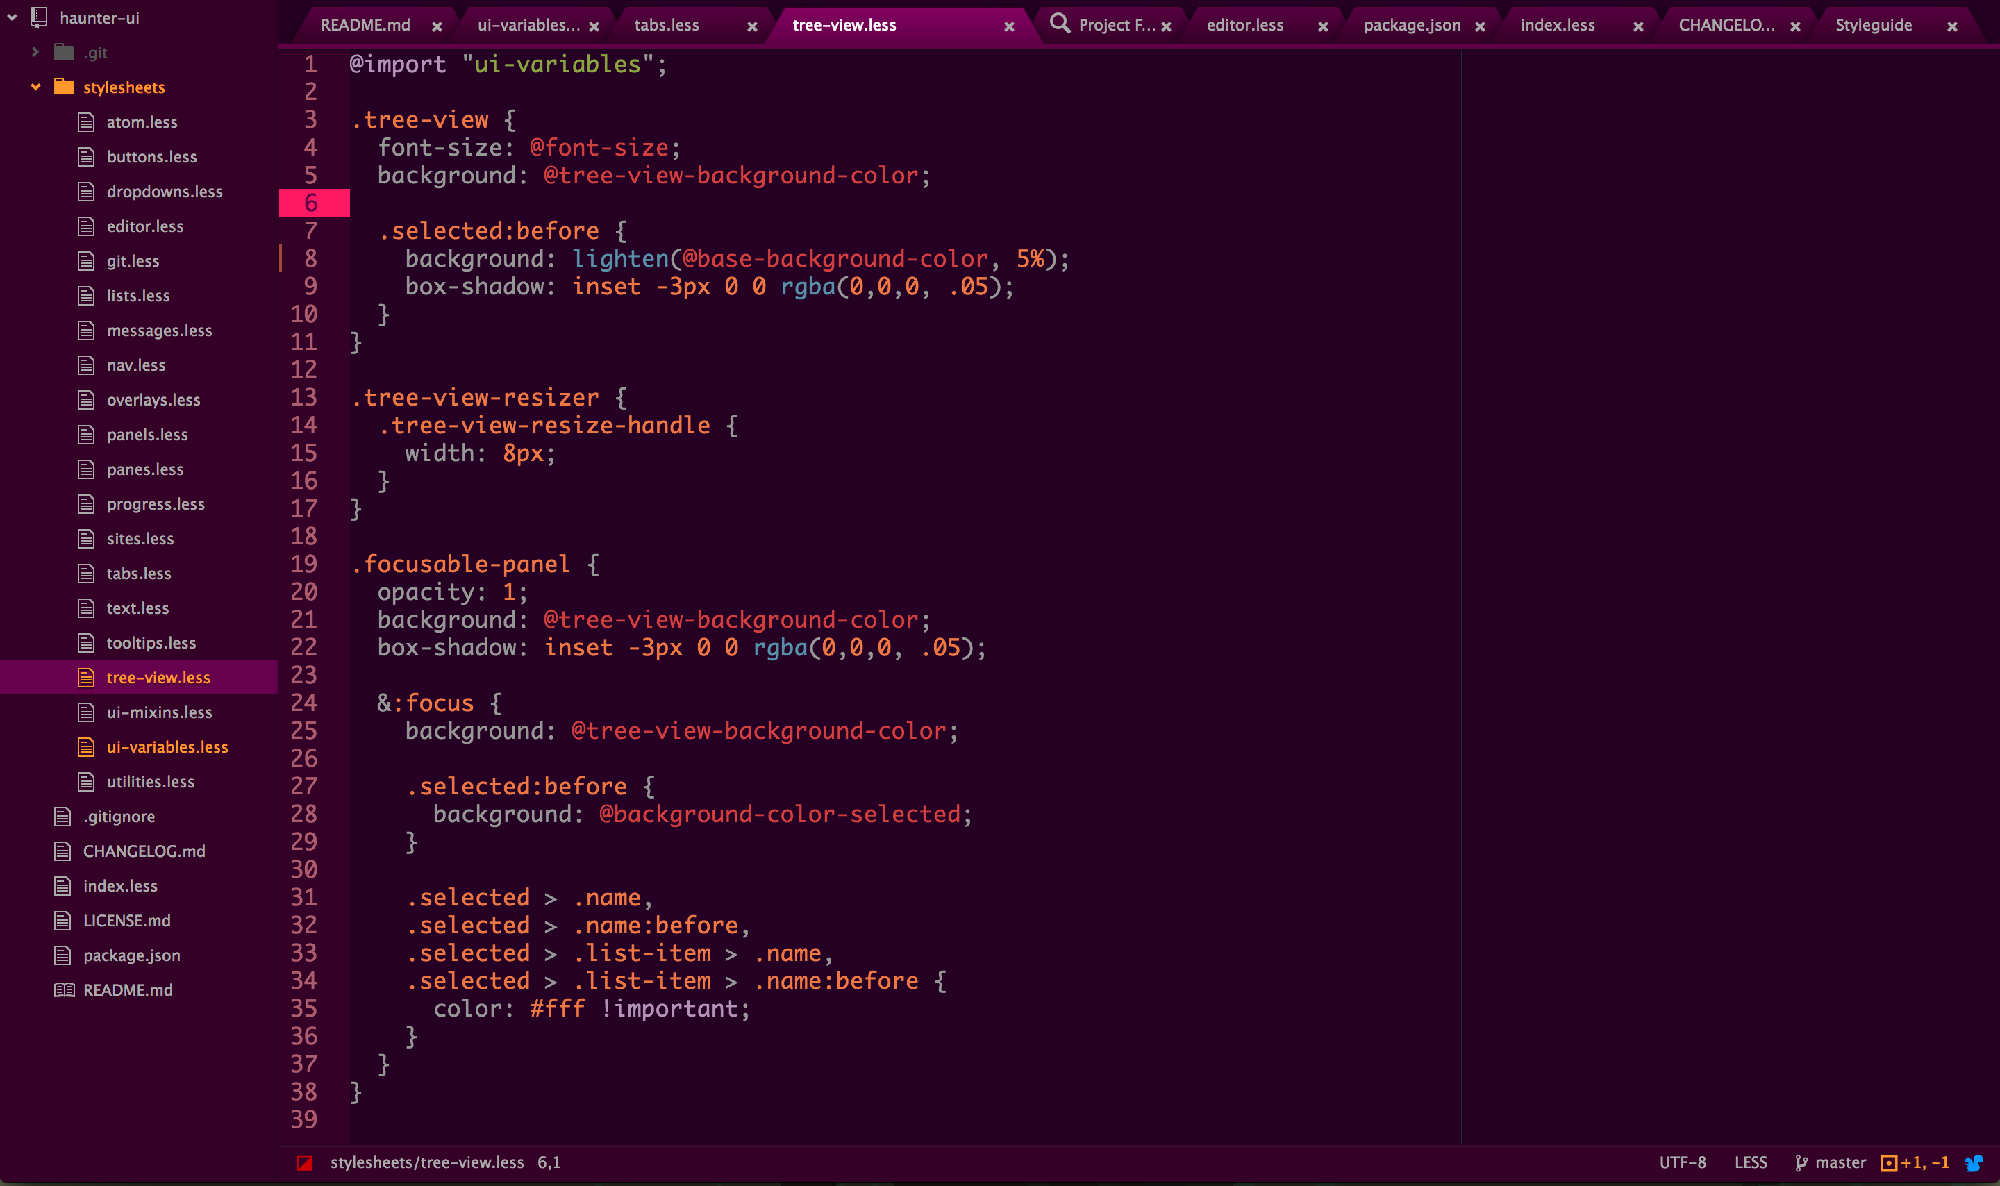 haunter-ui
.git
stylesheets
atom.less
buttons.less
dropdowns.less
editor.less
git.less
lists.less
messages.less
nav.less
overlays.less
panels.less
panes.less
progress.less
sites.less
tabs.less
text.less
tooltips.less
tree-view.less
ui-mixins.less
ui-variables.less
utilities.less
.gitignore
CHANGELOG.md
index.less
LICENSE.md
package.json
README.md
README.md ui-variables... tabs.less tree-view.less Project F... editor.less package.json index.less CHANGELO... Styleguide
1 @import "ui-variables";
2
3 .tree-view {
4   font-size: @font-size;
5   background: @tree-view-background-color;
6
7   .selected:before {
8     background: lighten(@base-background-color, 5%);
9     box-shadow: inset -3px 0 0 rgba(0,0,0, .05);
10   }
11 }
12
13 .tree-view-resizer {
14   .tree-view-resize-handle {
15     width: 8px;
16   }
17 }
18
19 .focusable-panel {
20   opacity: 1;
21   background: @tree-view-background-color;
22   box-shadow: inset -3px 0 0 rgba(0,0,0, .05);
23
24   &:focus {
25     background: @tree-view-background-color;
26
27     .selected:before {
28       background: @background-color-selected;
29     }
30
31     .selected > .name,
32     .selected > .name:before,
33     .selected > .list-item > .name,
34     .selected > .list-item > .name:before {
35       color: #fff !important;
36     }
37   }
38 }
39
stylesheets/tree-view.less 6,1 UTF-8 LESS master +1, -1